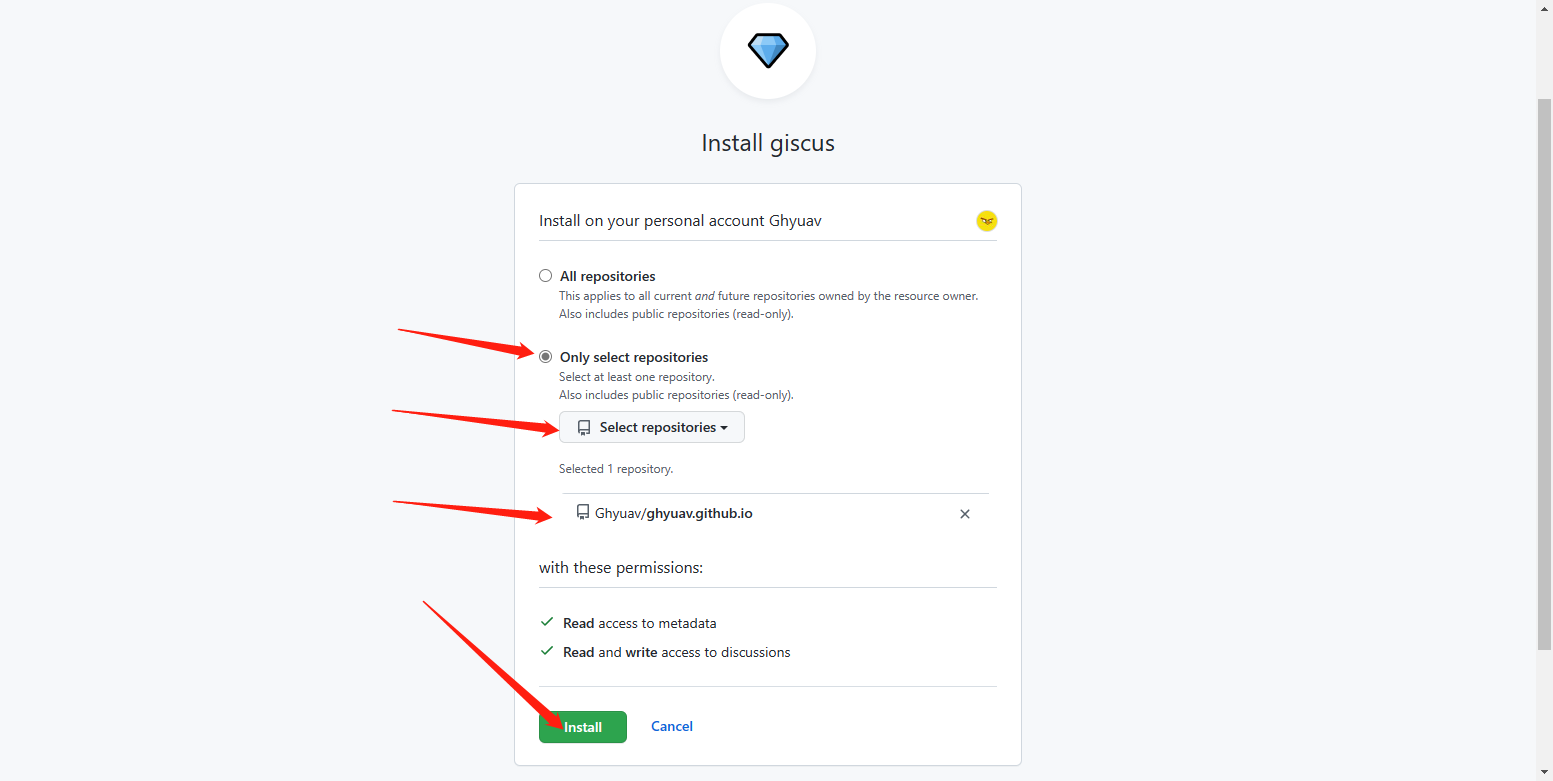 Install giscus
Install on your personal account Ghyuav
All repositories
This applies to all current and future repositories owned by the resource owner.
Also includes public repositories (read-only).
Only select repositories
Select at least one repository.
Also includes public repositories (read-only).
Select repositories
Selected 1 repository.
Ghyuav/ghyuav.github.io
with these permissions:
Read access to metadata
Read and write access to discussions
Install Cancel